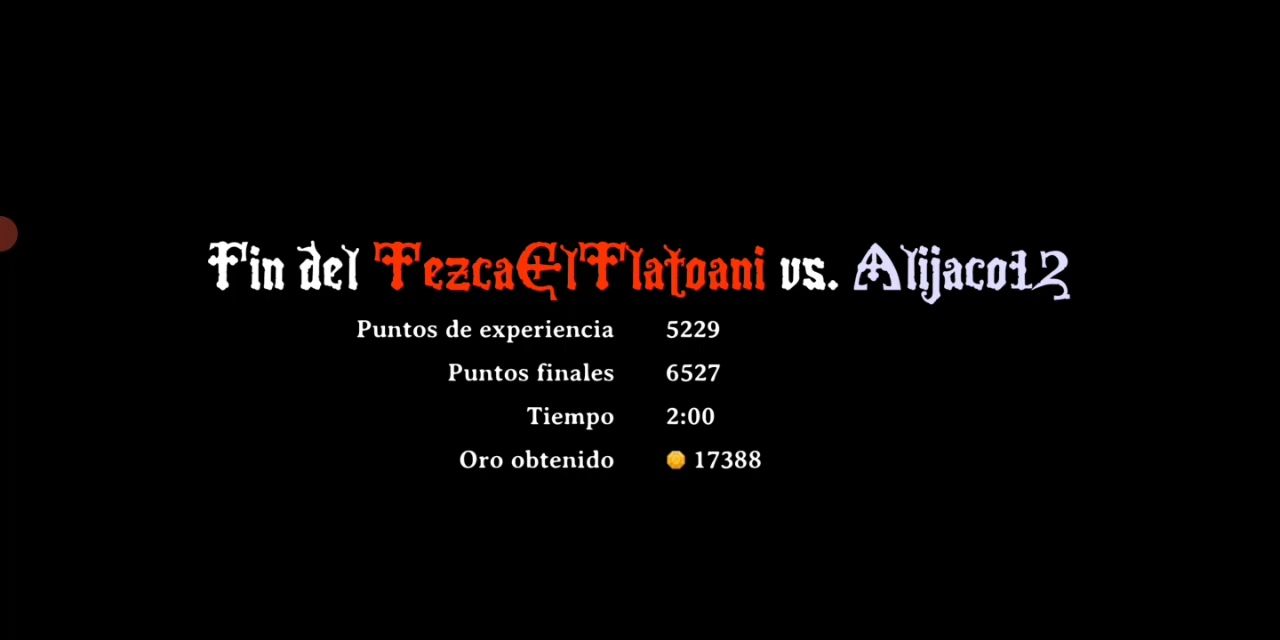 Fin del TezcaElTlatoani vs. Alijaco12
Puntos de experiencia 5229
Puntos finales 6527
Tiempo 2:00
Oro obtenido 17388